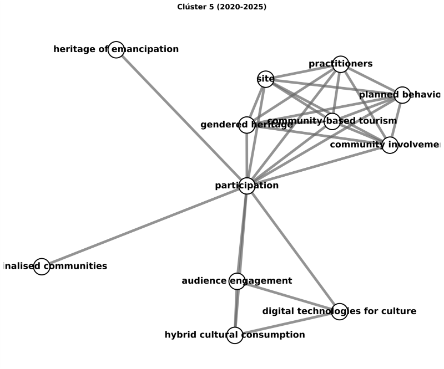 Clúster 5 (2020-2025)
heritage of emancipation
practitioners
site
planned behavio
gendered heritage
community-based tourism
community involveme
participation
nalised communities
audience engagement
digital technologies for culture
hybrid cultural consumption